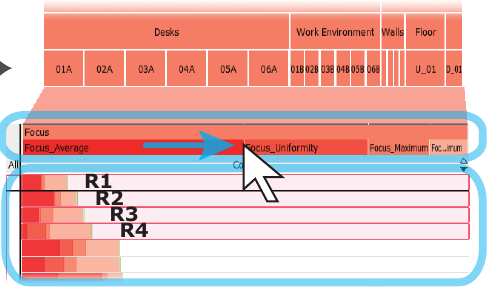 Desks Work Environment Walls Floor
01A 02A 03A 04A 05A 06A 01B 02B 03B 04B 05B 06B U_01 D_01
Focus
Focus_Average Focus_Uniformity Focus_Maximum
All Co
R1
R2
R3
R4